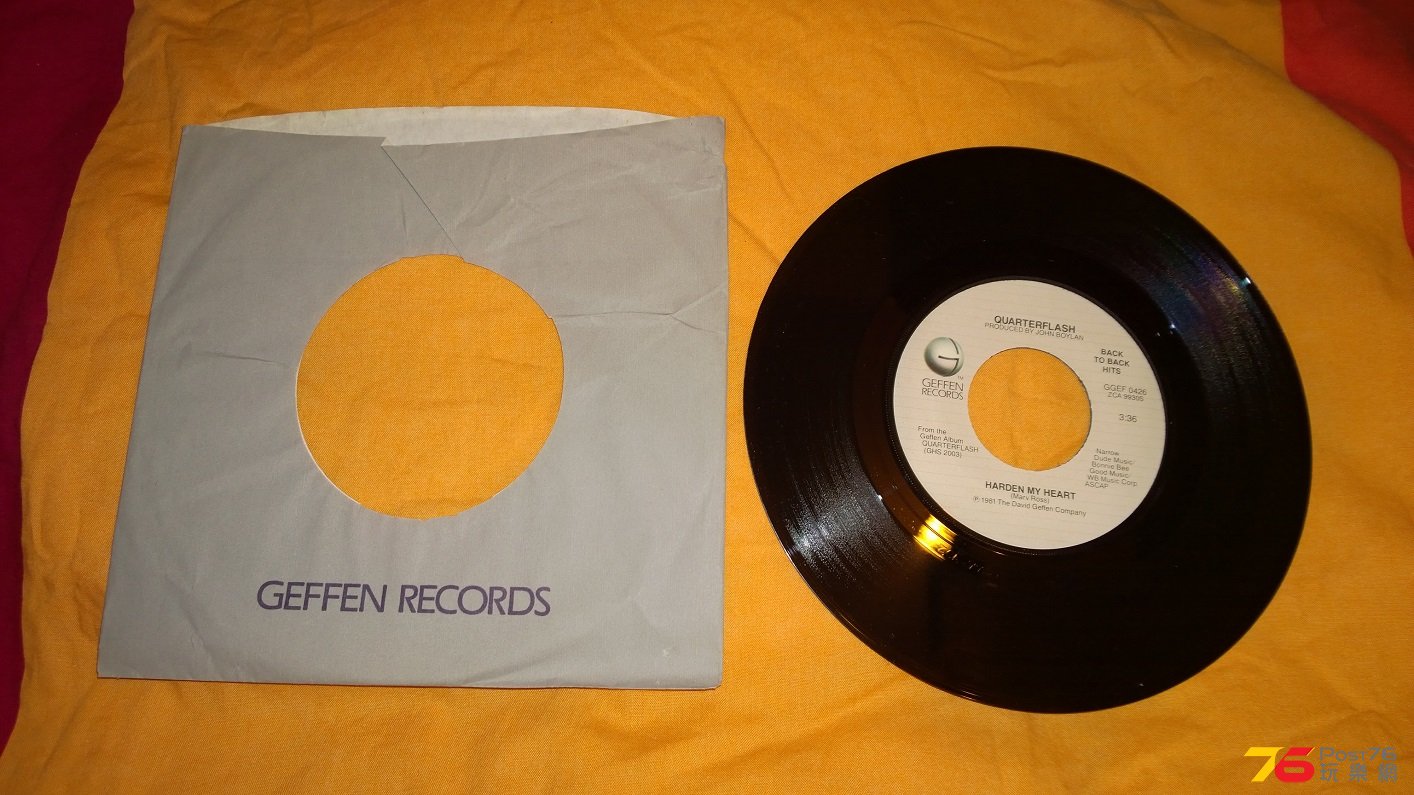 GEFFEN RECORDS
QUARTERFLASH
PRODUCED BY JOHN BOYLAN
BACK
TO BACK
HITS
GEFFEN
RECORDS
TM
GGEF 0426
ZCA 99309
3:36
From the
Geffen Album
QUARTERFLASH
(GHS 2003)
Narrow
Dude Music/
Bonnie Bee
Good Music/
WB Music Corp.
ASCAP
HARDEN MY HEART
(Marv Ross)
℗ 1981 The David Geffen Company
76 Post76
玩樂網